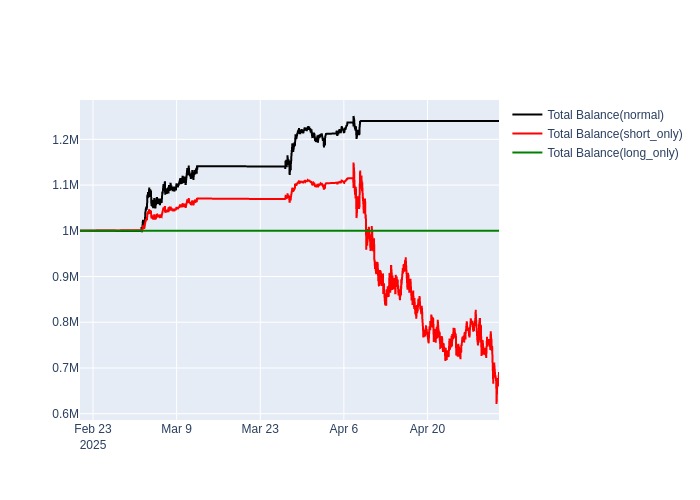 Total Balance(normal)
Total Balance(short_only)
Total Balance(long_only)
1.2M
1.1M
1M
0.9M
0.8M
0.7M
0.6M
Feb 23
2025
Mar 9
Mar 23
Apr 6
Apr 20